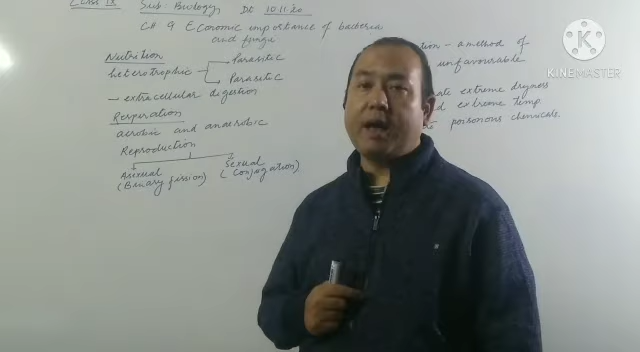 Class IX Sub Biology Dt 10.11.20
CH 9 Economic importance of bacteria
and fungi
Nutrition
heterotrophic
Parasitic
Parasitic
- extracellular digestion
Respiration
aerobic and anaerobic
Reproduction
Asexual
(Binary fission)
Sexual
(Conjugation)
- a method of
unfavourable
extreme dryness
extreme temp
poisonous chemicals.
KINEMASTER